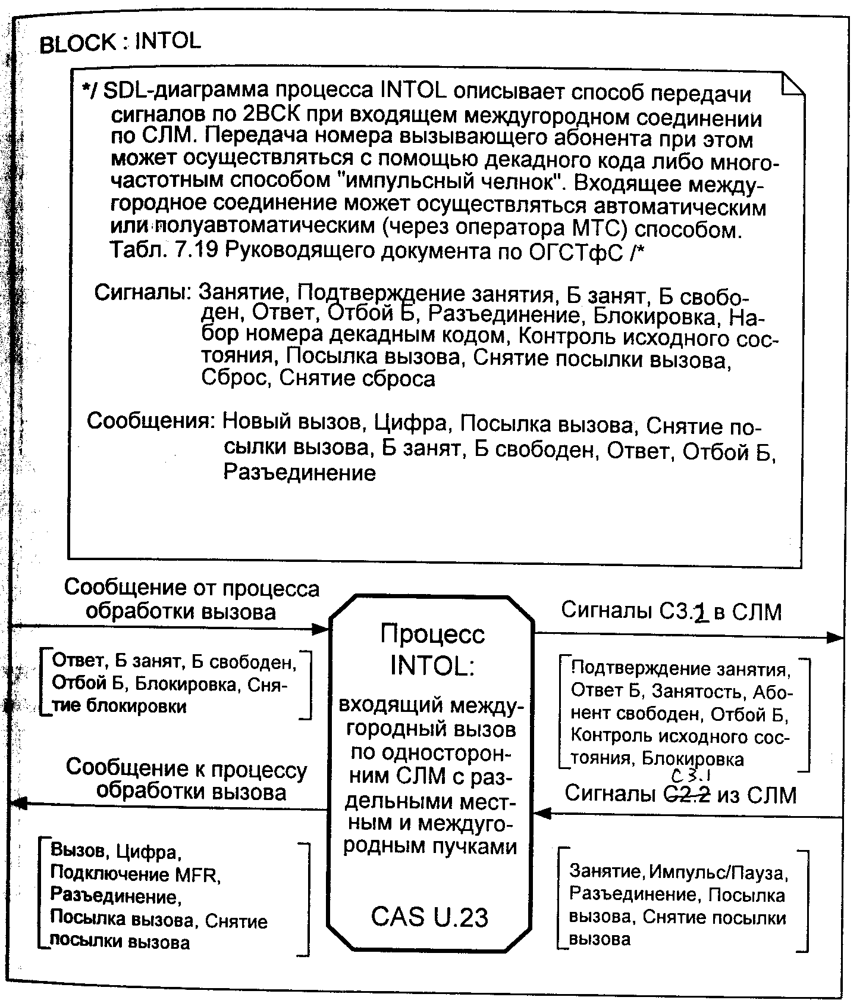 BLOCK : INTOL
*/ SDL-диаграмма процесса INTOL описывает способ передачи
сигналов по 2ВСК при входящем междугородном соединении
по СЛМ. Передача номера вызывающего абонента при этом
может осуществляться с помощью декадного кода либо много-
частотным способом "импульсный челнок". Входящее между-
городное соединение может осуществляться автоматическим
или полуавтоматическим (через оператора МТС) способом.
Табл. 7.19 Руководящего документа по ОГСТфС /*
Сигналы: Занятие, Подтверждение занятия, Б занят, Б свобо-
ден, Ответ, Отбой Б, Разъединение, Блокировка, На-
бор номера декадным кодом, Контроль исходного сос-
тояния, Посылка вызова, Снятие посылки вызова,
Сброс, Снятие сброса
Сообщения: Новый вызов, Цифра, Посылка вызова, Снятие по-
сылки вызова, Б занят, Б свободен, Ответ, Отбой Б,
Разъединение
Сообщение от процесса
обработки вызова
Ответ, Б занят, Б свободен,
Отбой Б, Блокировка, Сня-
тие блокировки
Сообщение к процессу
обработки вызова
Вызов, Цифра,
Подключение MFR,
Разъединение,
Посылка вызова, Снятие
посылки вызова
Процесс
INTOL:
входящий между-
городный вызов
по односторон-
ним СЛМ с раз-
дельными мест-
ным и междуго-
родным пучками
CAS U.23
Сигналы С3.1 в СЛМ
Подтверждение занятия,
Ответ Б, Занятость, Або-
нент свободен, Отбой Б,
Контроль исходного сос-
тояния, Блокировка
С3.1
Сигналы С2.2 из СЛМ
Занятие, Импульс/Пауза,
Разъединение, Посылка
вызова, Снятие посылки
вызова